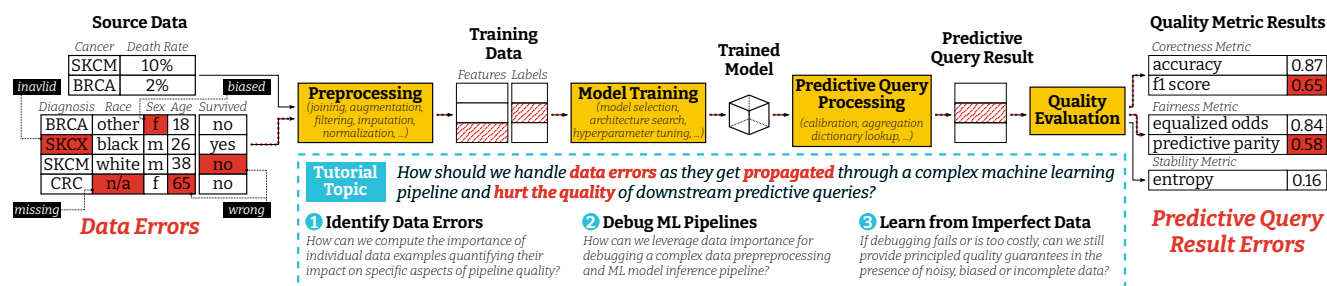 Source Data
Cancer Death Rate
SKCM 10%
BRCA 2%
inavlid
biased
Diagnosis Race Sex Age Survived
BRCA other f 18 no
SKCX black m 26 yes
SKCM white m 38 no
CRC n/a f 65 no
missing
wrong
Data Errors
Preprocessing
(joining, augmentation,
filtering, imputation,
normalization, ...)
Training
Data
Features Labels
Model Training
(model selection,
architecture search,
hyperparameter tuning, ...)
Trained
Model
Predictive Query
Processing
(calibration, aggregation
dictionary lookup, ...)
Predictive
Query Result
Quality
Evaluation
Quality Metric Results
Corectness Metric
accuracy 0.87
f1 score 0.65
Fairness Metric
equalized odds 0.84
predictive parity 0.58
Stability Metric
entropy 0.16
Predictive Query
Result Errors
Tutorial
Topic
How should we handle data errors as they get propagated through a complex machine learning
pipeline and hurt the quality of downstream predictive queries?
1 Identify Data Errors
How can we compute the importance of
individual data examples quantifying their
impact on specific aspects of pipeline quality?
2 Debug ML Pipelines
How can we leverage data importance for
debugging a complex data prepreprocessing
and ML model inference pipeline?
3 Learn from Imperfect Data
If debugging fails or is too costly, can we still
provide principled quality guarantees in the
presence of noisy, biased or incomplete data?